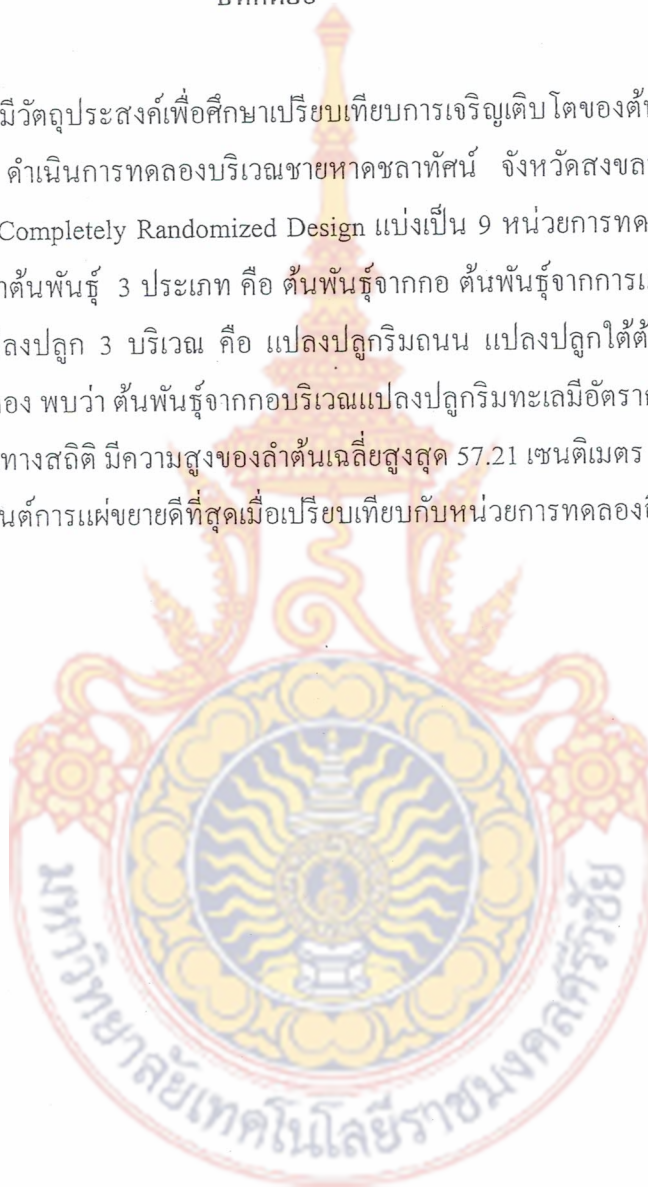 มีวัตถุประสงค์เพื่อศึกษาเปรียบเทียบการเจริญเติบโตของต้น
ดำเนินการทดลองบริเวณชายหาดชลาทัศน์ จังหวัดสงขล
Completely Randomized Design แบ่งเป็น 9 หน่วยการทด
ต้นพันธุ์ 3 ประเภท คือ ต้นพันธุ์จากกอ ต้นพันธุ์จากการเ
ลงปลูก 3 บริเวณ คือ แปลงปลูกริมถนน แปลงปลูกใต้ต้
อง พบว่า ต้นพันธุ์จากกอบริเวณแปลงปลูกริมทะเลมีอัตรา
ทางสถิติ มีความสูงของลำต้นเฉลี่ยสูงสุด 57.21 เซนติเมตร
นต์การแผ่ขยายดีที่สุดเมื่อเปรียบเทียบกับหน่วยการทดลอง
มหาวิทยาลัยเทคโนโลยีราชมงคลศรีวิชัย